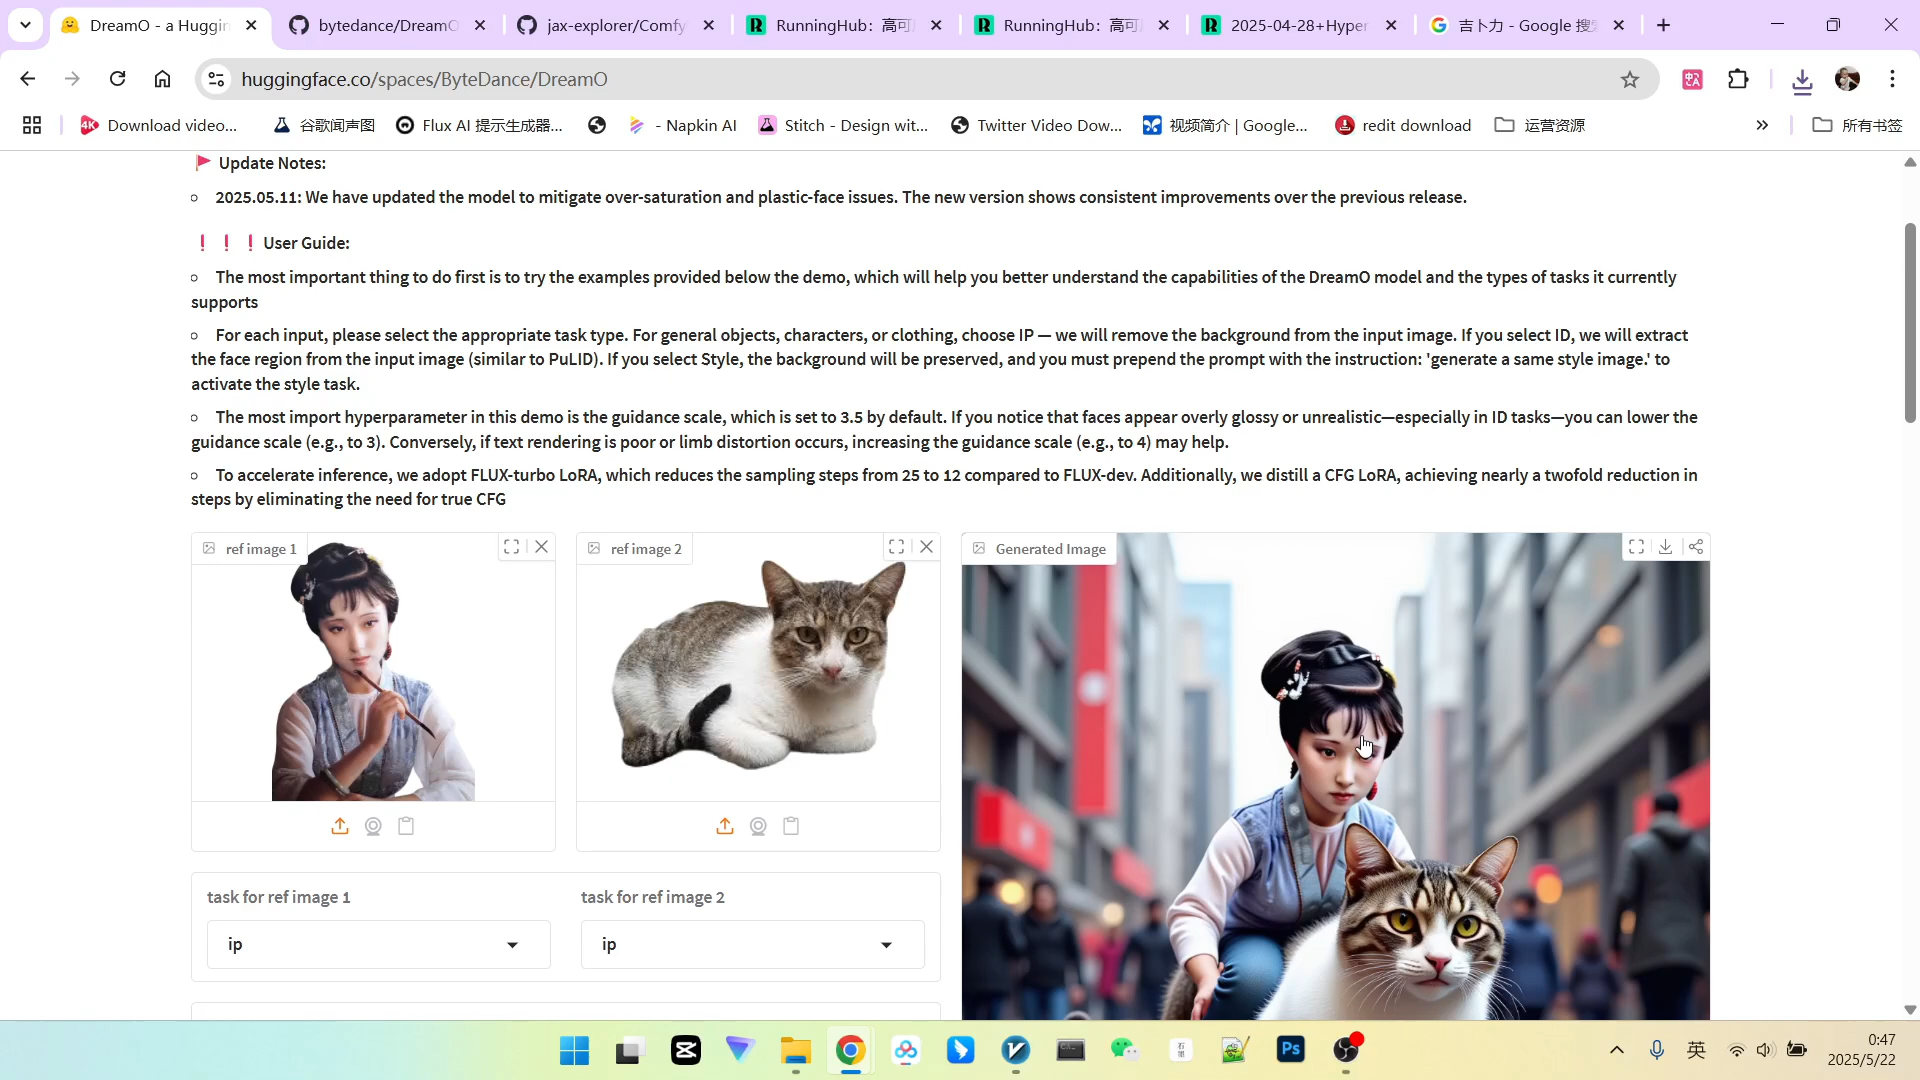 DreamO - a Huggin
bytedance/DreamO
jax-explorer/Comfy
RunningHub：高可
RunningHub：高可
2025-04-28+Hyper
吉卜力 - Google 搜
huggingface.co/spaces/ByteDance/DreamO
4K Download video...
谷歌闻声图
Flux AI 提示生成器...
- Napkin AI
Stitch - Design wit...
Twitter Video Dow...
视频简介 | Google...
redit download
运营资源
所有书签
Update Notes:
2025.05.11: We have updated the model to mitigate over-saturation and plastic-face issues. The new version shows consistent improvements over the previous release.
❗❗❗ User Guide:
The most important thing to do first is to try the examples provided below the demo, which will help you better understand the capabilities of the DreamO model and the types of tasks it currently
supports
For each input, please select the appropriate task type. For general objects, characters, or clothing, choose IP — we will remove the background from the input image. If you select ID, we will extract
the face region from the input image (similar to PuLID). If you select Style, the background will be preserved, and you must prepend the prompt with the instruction: 'generate a same style image.' to
activate the style task.
The most import hyperparameter in this demo is the guidance scale, which is set to 3.5 by default. If you notice that faces appear overly glossy or unrealistic—especially in ID tasks—you can lower the
guidance scale (e.g., to 3). Conversely, if text rendering is poor or limb distortion occurs, increasing the guidance scale (e.g., to 4) may help.
To accelerate inference, we adopt FLUX-turbo LoRA, which reduces the sampling steps from 25 to 12 compared to FLUX-dev. Additionally, we distill a CFG LoRA, achieving nearly a twofold reduction in
steps by eliminating the need for true CFG
ref image 1
ref image 2
Generated Image
task for ref image 1
task for ref image 2
ip
ip
Ps
英
0:47
2025/5/22